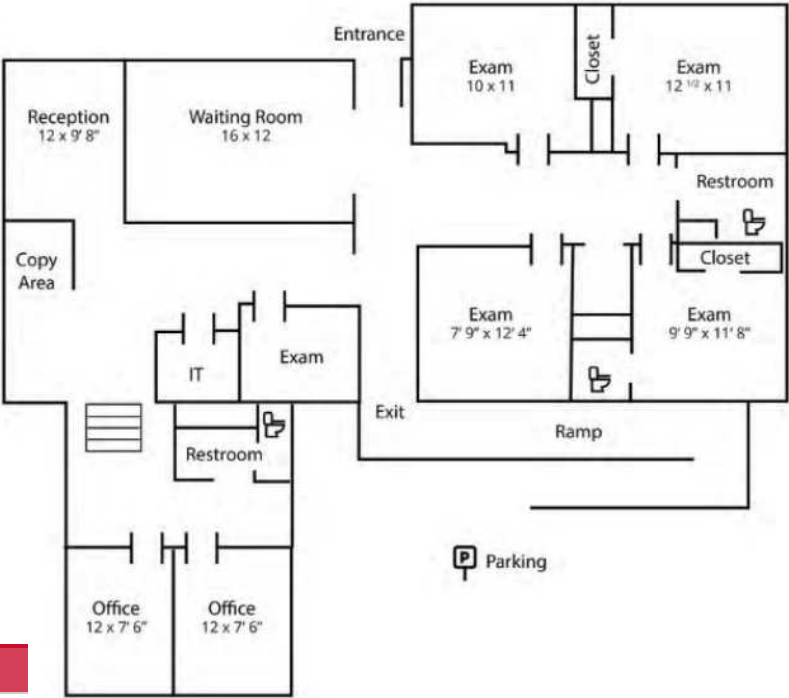 Entrance
Exam
10 x 11
Closet
Exam
12 1/2 x 11
Reception
12 x 9' 8"
Waiting Room
16 x 12
Restroom
Copy
Area
Closet
Exam
7' 9" x 12' 4"
Exam
9' 9" x 11' 8"
IT
Exam
Exit
Ramp
Restroom
P
Parking
Office
12 x 7' 6"
Office
12 x 7' 6"